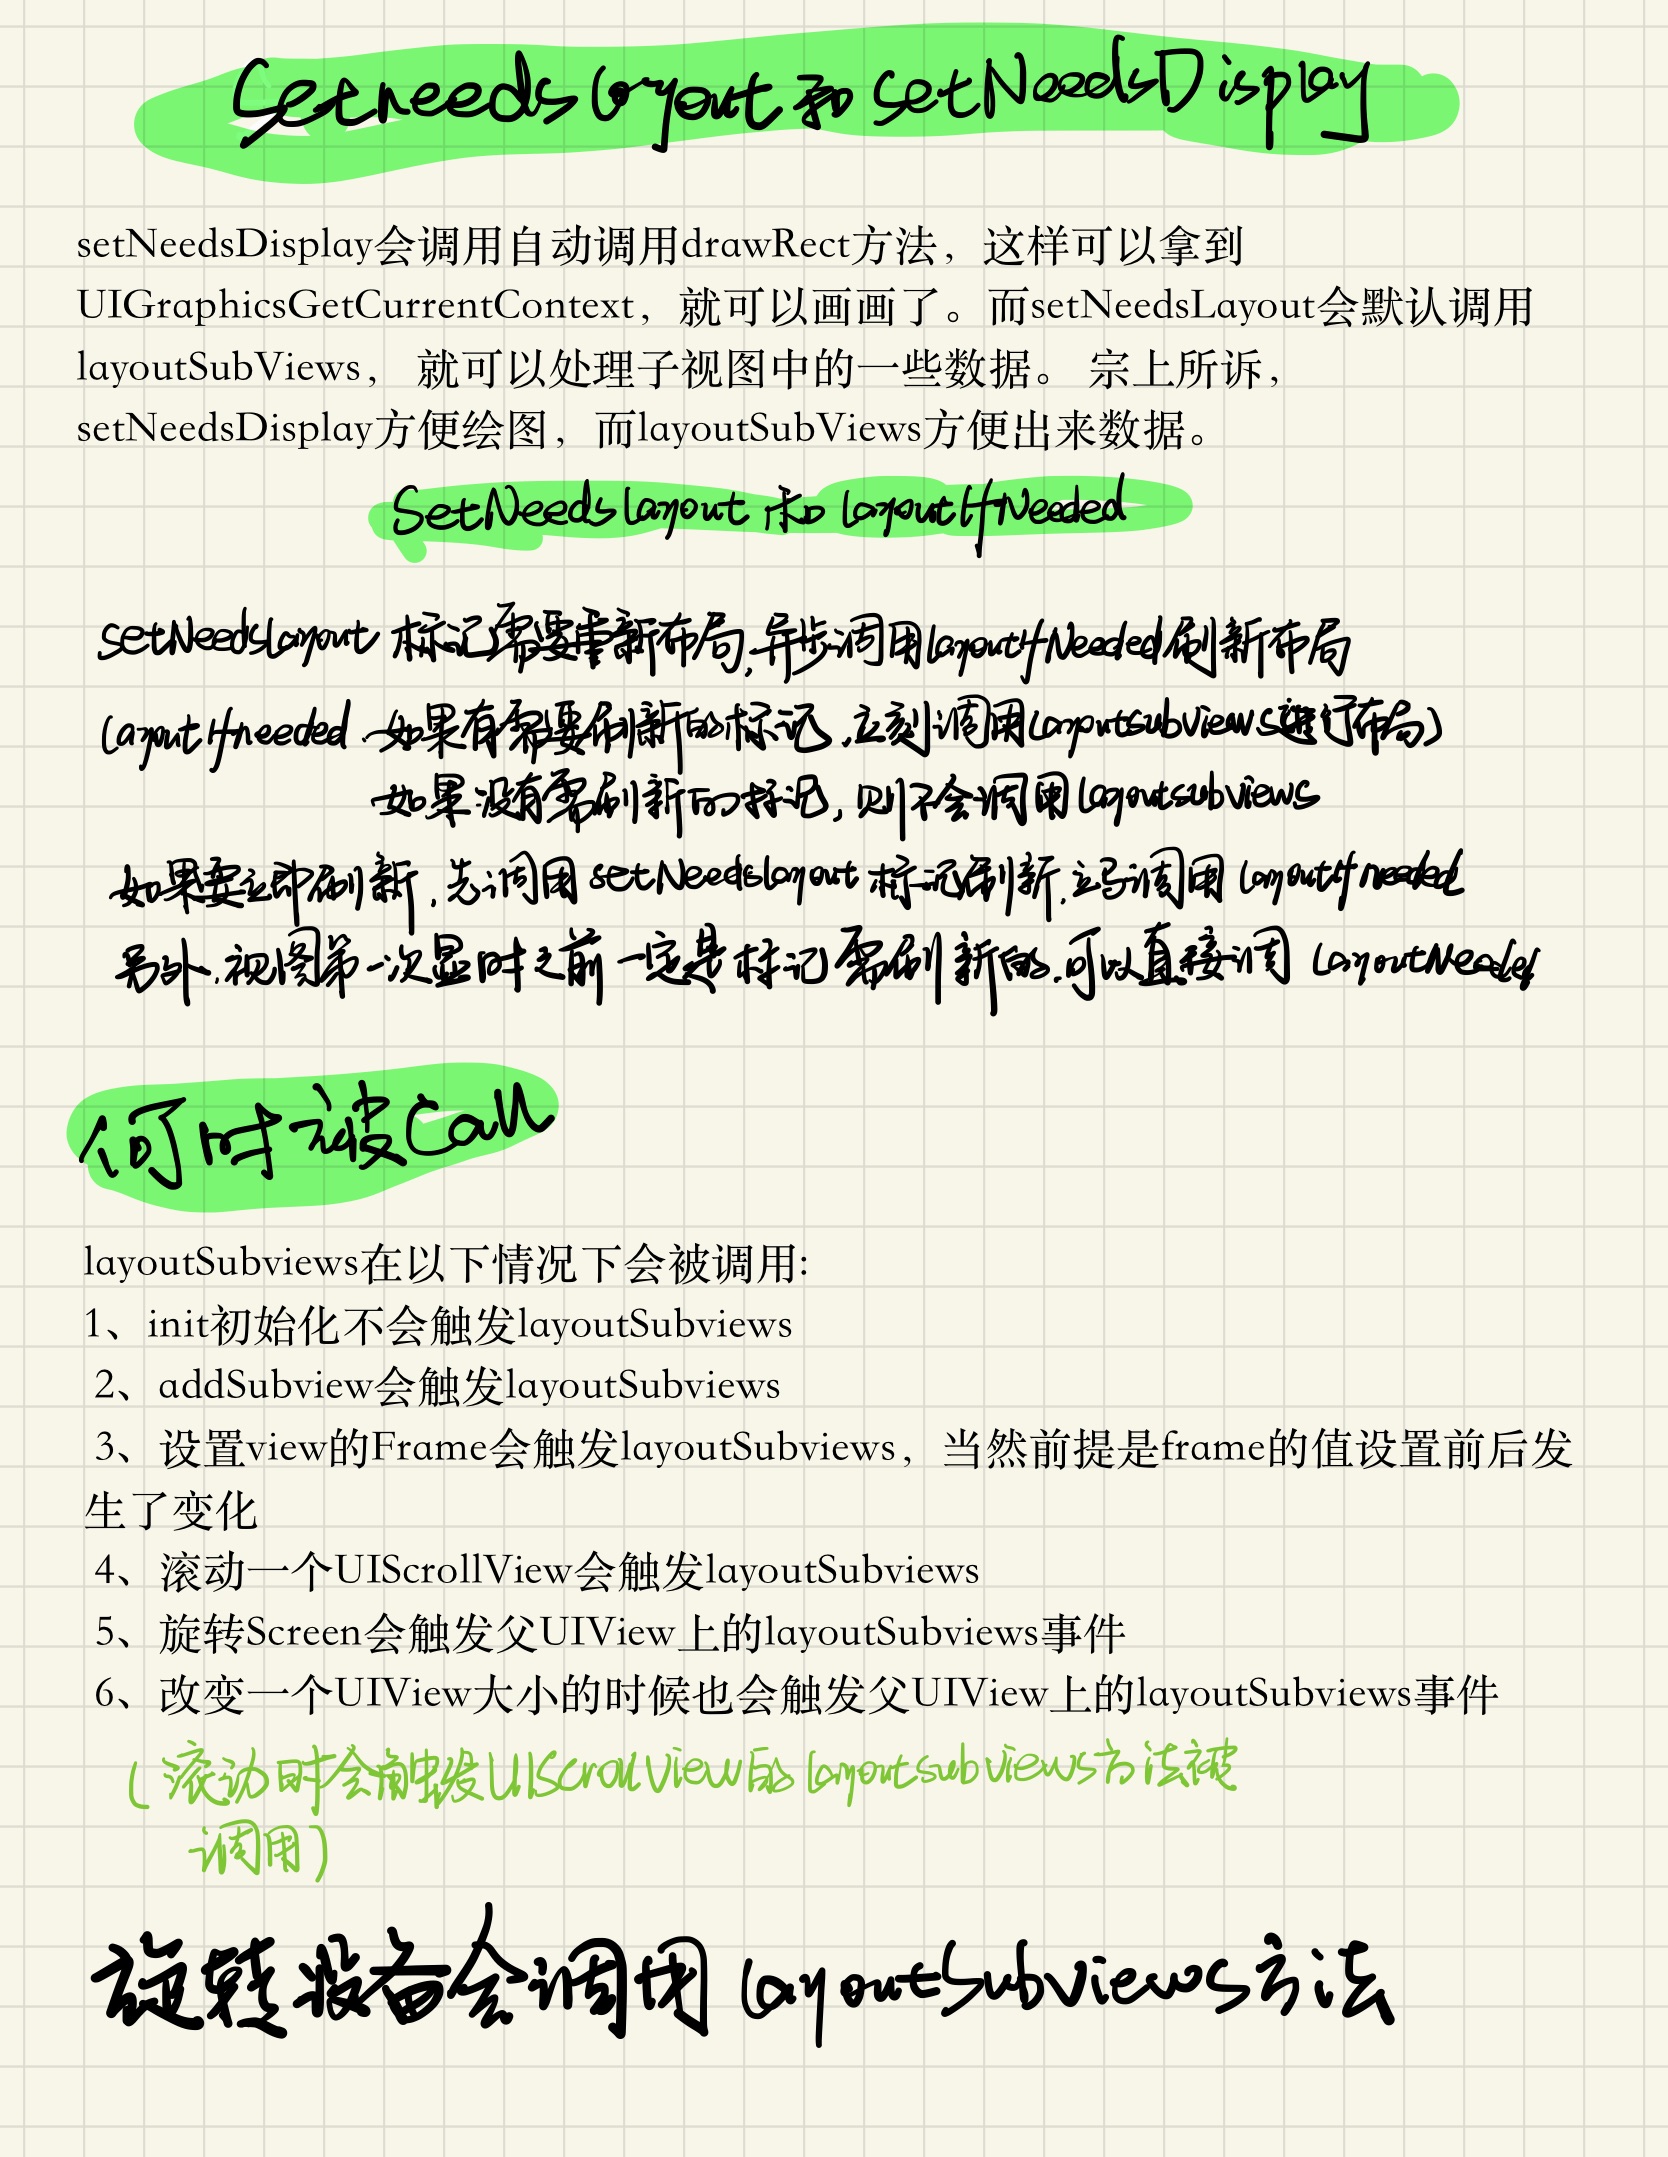 Setneedslayout和setNeedsDisplay
setNeedsDisplay会调用自动调用drawRect方法，这样可以拿到
UIGraphicsGetCurrentContext，就可以画画了。而setNeedsLayout会默认调用
layoutSubViews， 就可以处理子视图中的一些数据。 宗上所诉，
setNeedsDisplay方便绘图，而layoutSubViews方便出来数据。
SetNeedslayout 和 layoutIfNeeded
setNeedslayout 标记需要重新布局,异步调用layoutIfNeeded刷新布局
layoutIfneeded.如果有需要刷新的标记,立刻调用layoutsubviews进行布局)
如果没有需刷新的标记,则不会调用layoutsubviews
如果要立即刷新,先调用setNeedslayout标记刷新,立马调用layoutIfneeded
另外,视图第一次显时之前一定是标记需刷新的,可以直接调 layoutNeeded
何时被Call
layoutSubviews在以下情况下会被调用:
1、init初始化不会触发layoutSubviews
2、addSubview会触发layoutSubviews
3、设置view的Frame会触发layoutSubviews，当然前提是frame的值设置前后发
生了变化
4、滚动一个UIScrollView会触发layoutSubviews
5、旋转Screen会触发父UIView上的layoutSubviews事件
6、改变一个UIView大小的时候也会触发父UIView上的layoutSubviews事件
(滚动时会触发UIScrollView的layoutsubviews方法被
调用)
旋转设备会调用layoutSubviews方法